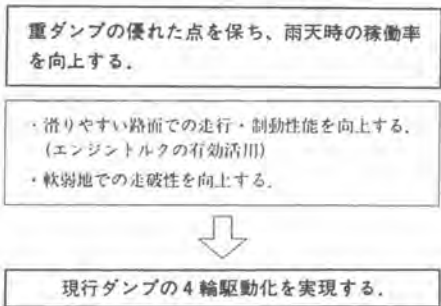 重ダンプの優れた点を保ち、雨天時の稼働率
を向上する.
・滑りやすい路面での走行・制動性能を向上する.
(エンジントルクの有効活用)
・軟弱地での走破性を向上する.
現行ダンプの4輪駆動化を実現する.